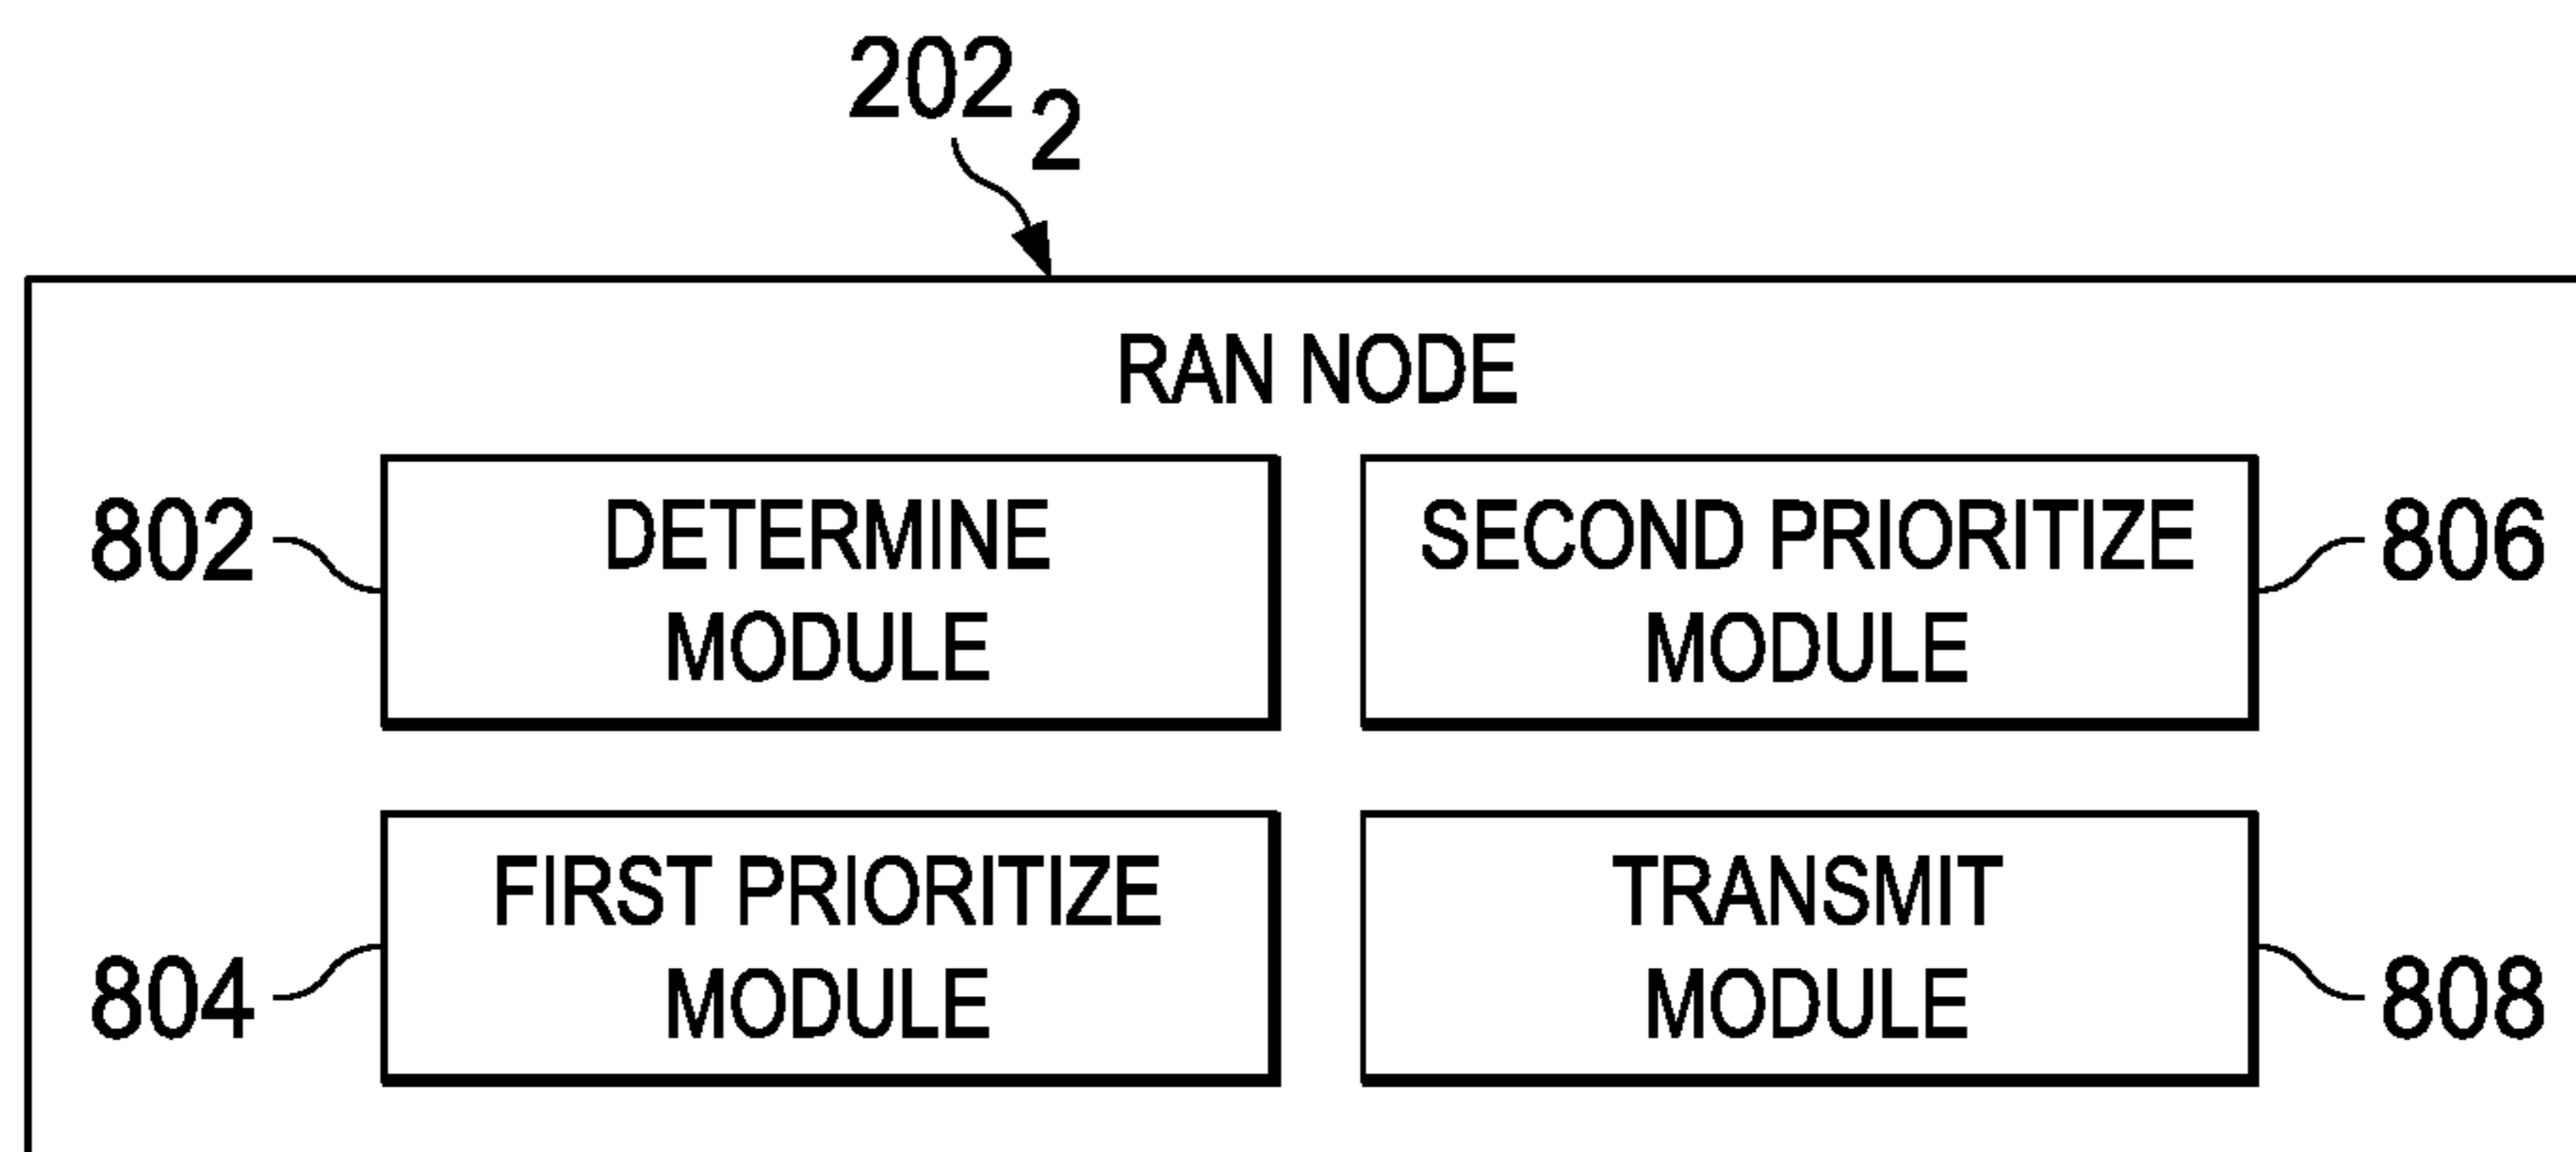 202 2
RAN NODE
802
DETERMINE
MODULE
SECOND PRIORITIZE
MODULE
806
804
FIRST PRIORITIZE
MODULE
TRANSMIT
MODULE
808